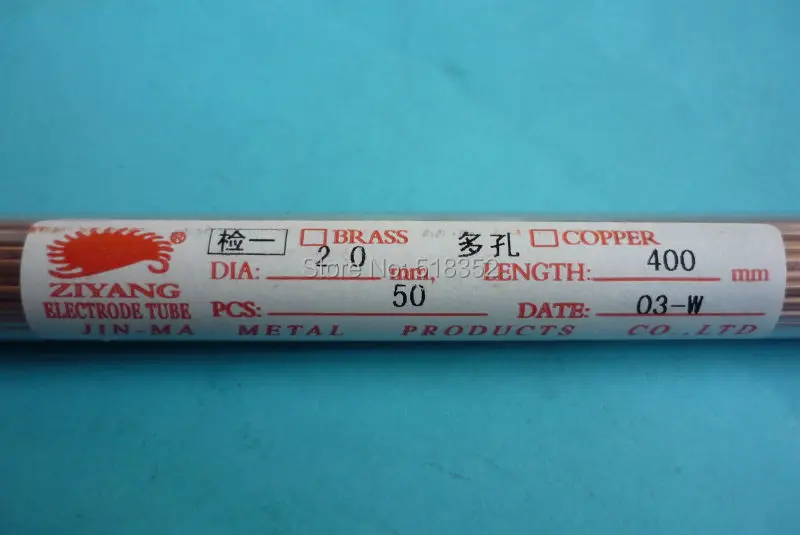 检一 BRASS 多孔 COPPER
ZIYANG ® DIA: 2.0 mm, LENGTH: 400 mm
ELECTRODE TUBE PCS: 50 DATE: 03-W
JIN-MA METAL PRODUCTS CO.,LTD
Store No: 518352